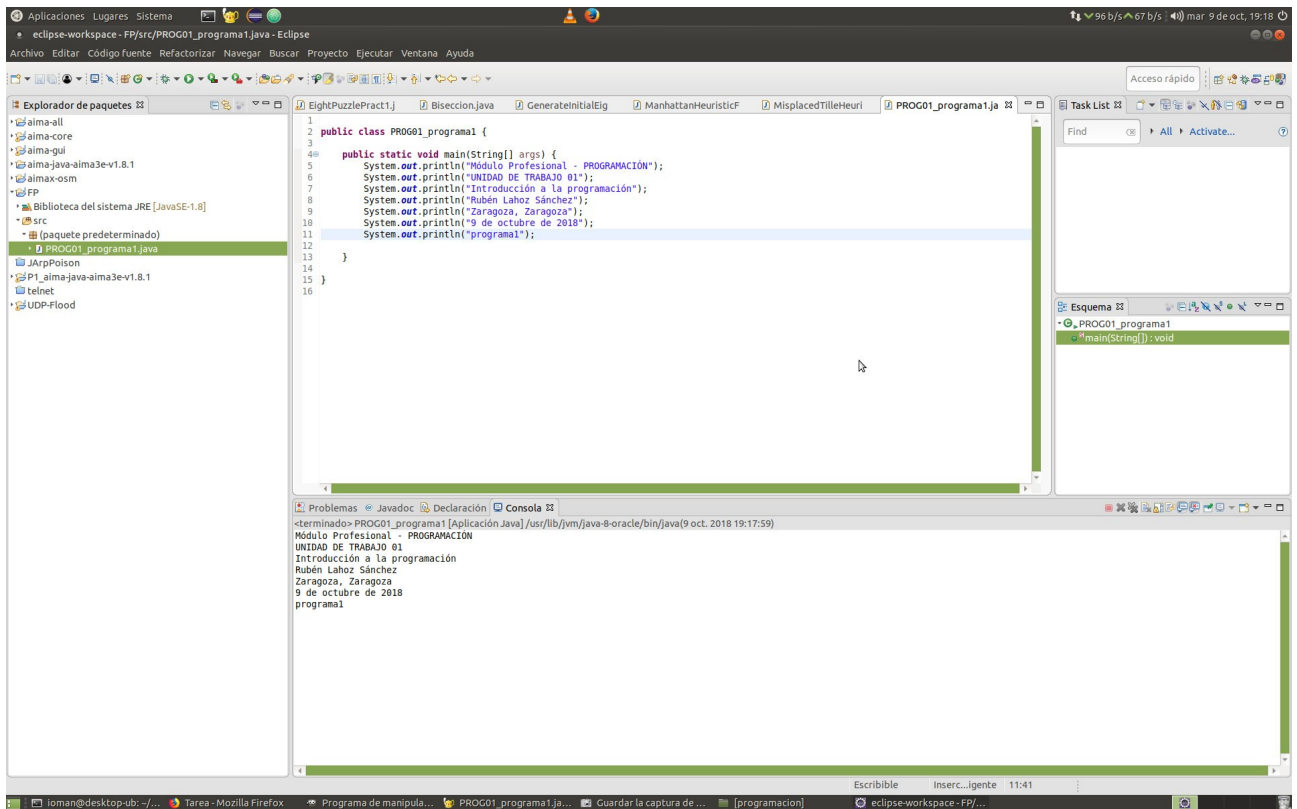 Aplicaciones Lugares Sistema
96 b/s 67 b/s mar 9 de oct, 19:18
eclipse-workspace - FP/src/PROG01_programa1.java - Eclipse
Archivo Editar Código fuente Refactorizar Navegar Buscar Proyecto Ejecutar Ventana Ayuda
Acceso rápido
Explorador de paquetes
aima-all
aima-core
aima-gui
aima-java-aima3e-v1.8.1
aimax-osm
FP
Biblioteca del sistema JRE [JavaSE-1.8]
src
(paquete predeterminado)
PROG01_programa1.java
JArpPoison
P1_aima-java-aima3e-v1.8.1
telnet
UDP-Flood
EightPuzzlePract1.j Biseccion.java GenerateInitialEig ManhattanHeuristicF MisplacedTilleHeuri PROG01_programa1.ja
1
2 public class PROG01_programa1 {
3
4 public static void main(String[] args) {
5 System.out.println("Módulo Profesional - PROGRAMACIÓN");
6 System.out.println("UNIDAD DE TRABAJO 01");
7 System.out.println("Introducción a la programación");
8 System.out.println("Rubén Lahoz Sánchez");
9 System.out.println("Zaragoza, Zaragoza");
10 System.out.println("9 de octubre de 2018");
11 System.out.println("programa1");
12
13 }
14
15 }
16
Task List
Find All Activate...
Esquema
PROG01_programa1
main(String[]) : void
Problemas Javadoc Declaración Consola
<terminado> PROG01_programa1 [Aplicación Java] /usr/lib/jvm/java-8-oracle/bin/java(9 oct. 2018 19:17:59)
Módulo Profesional - PROGRAMACIÓN
UNIDAD DE TRABAJO 01
Introducción a la programación
Rubén Lahoz Sánchez
Zaragoza, Zaragoza
9 de octubre de 2018
programa1
Escribible Inserc...igente 11:41
ioman@desktop-ub: ~/... Tarea - Mozilla Firefox Programa de manipula... PROG01_programa1.ja... Guardar la captura de ... [programacion] eclipse-workspace - FP/...